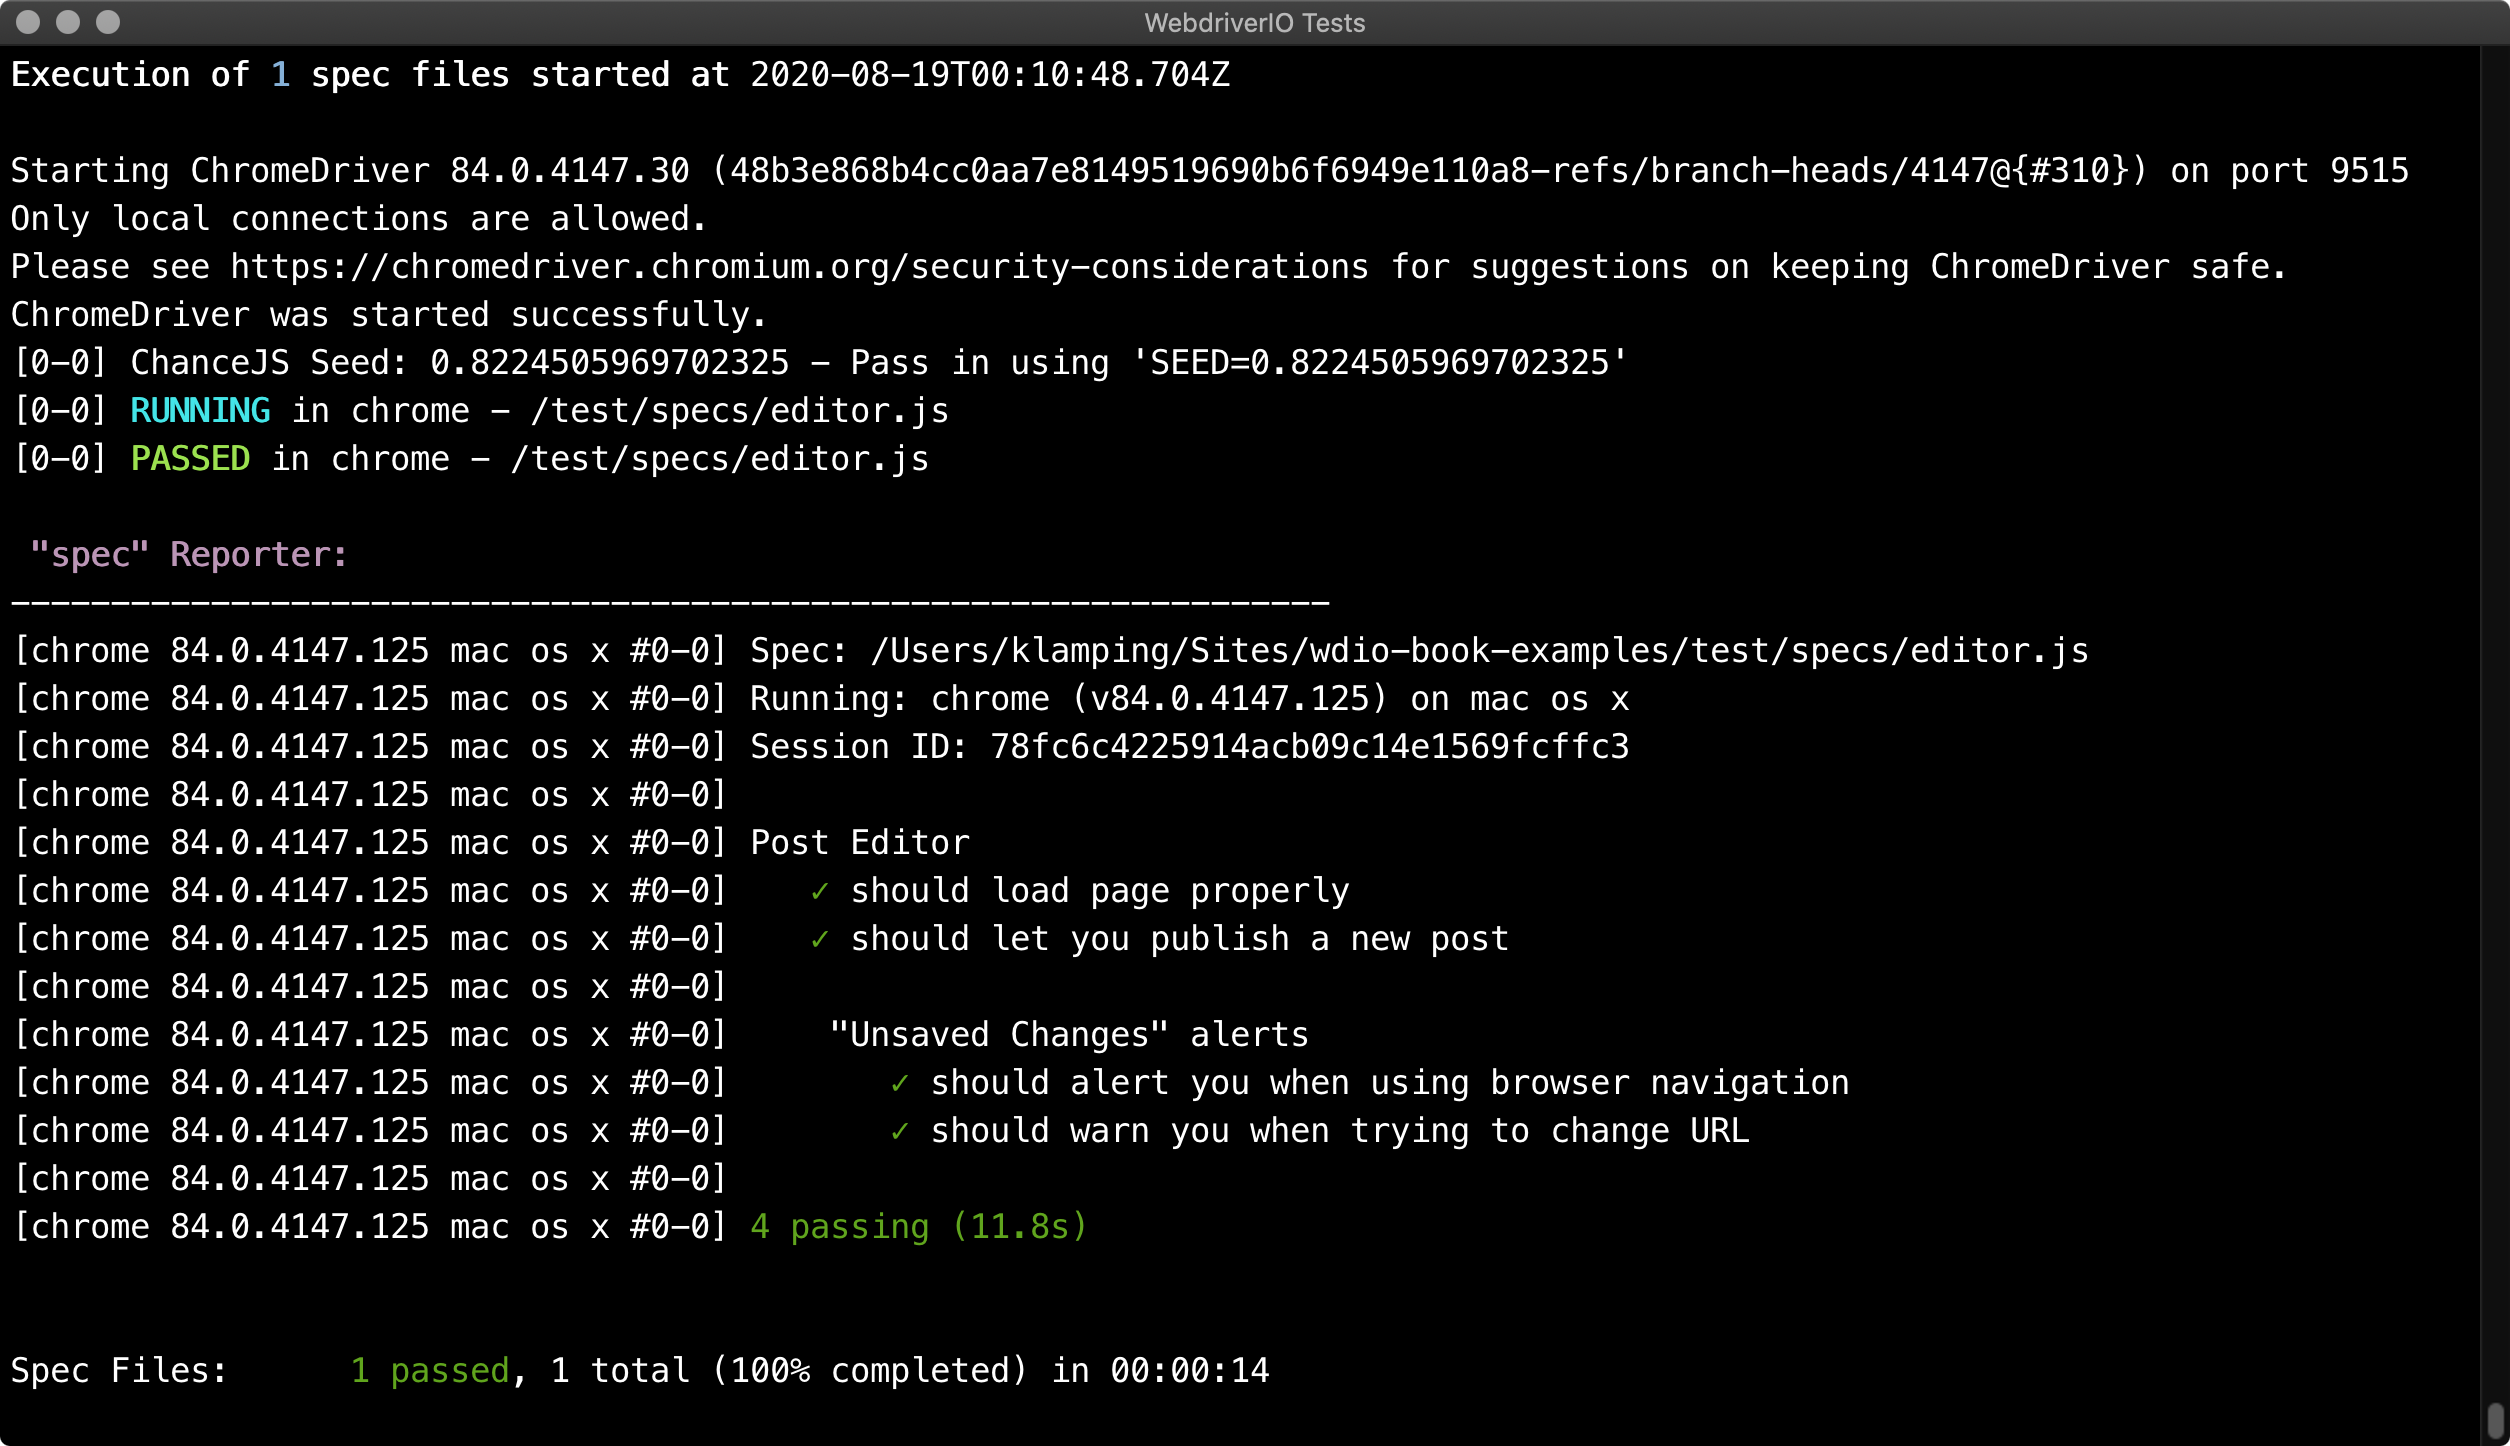 WebdriverIO Tests
Execution of 1 spec files started at 2020-08-19T00:10:48.704Z
Starting ChromeDriver 84.0.4147.30 (48b3e868b4cc0aa7e8149519690b6f6949e110a8-refs/branch-heads/4147@{#310}) on port 9515
Only local connections are allowed.
Please see https://chromedriver.chromium.org/security-considerations for suggestions on keeping ChromeDriver safe.
ChromeDriver was started successfully.
[0-0] ChanceJS Seed: 0.8224505969702325 - Pass in using 'SEED=0.8224505969702325'
[0-0] RUNNING in chrome - /test/specs/editor.js
[0-0] PASSED in chrome - /test/specs/editor.js
"spec" Reporter:
------------------------------------------------------------------
[chrome 84.0.4147.125 mac os x #0-0] Spec: /Users/klamping/Sites/wdio-book-examples/test/specs/editor.js
[chrome 84.0.4147.125 mac os x #0-0] Running: chrome (v84.0.4147.125) on mac os x
[chrome 84.0.4147.125 mac os x #0-0] Session ID: 78fc6c4225914acb09c14e1569fcffc3
[chrome 84.0.4147.125 mac os x #0-0]
[chrome 84.0.4147.125 mac os x #0-0] Post Editor
[chrome 84.0.4147.125 mac os x #0-0]    ✓ should load page properly
[chrome 84.0.4147.125 mac os x #0-0]    ✓ should let you publish a new post
[chrome 84.0.4147.125 mac os x #0-0]
[chrome 84.0.4147.125 mac os x #0-0]     "Unsaved Changes" alerts
[chrome 84.0.4147.125 mac os x #0-0]        ✓ should alert you when using browser navigation
[chrome 84.0.4147.125 mac os x #0-0]        ✓ should warn you when trying to change URL
[chrome 84.0.4147.125 mac os x #0-0]
[chrome 84.0.4147.125 mac os x #0-0] 4 passing (11.8s)
Spec Files:      1 passed, 1 total (100% completed) in 00:00:14